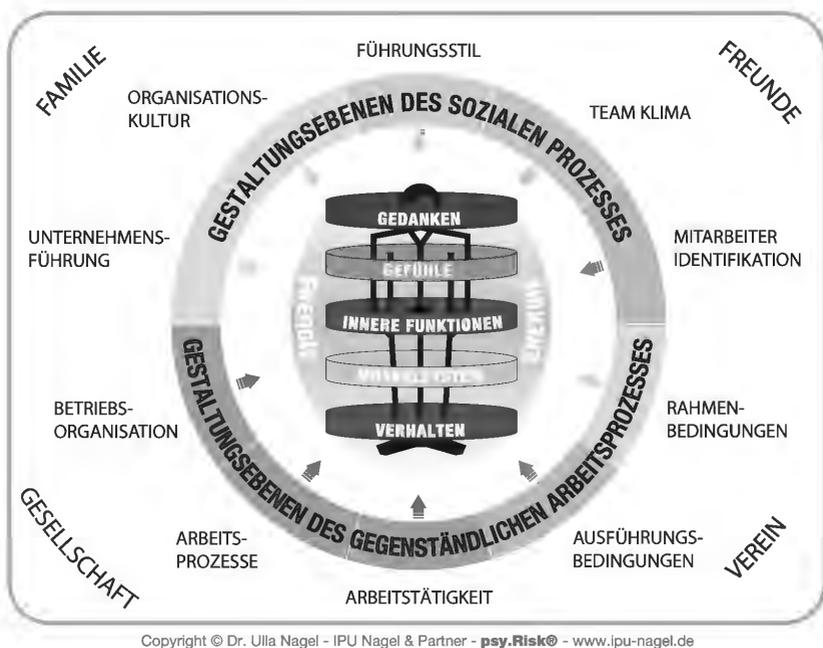 FAMILIE
FÜHRUNGSSTIL
FREUNDE
ORGANISATIONS-
KULTUR
TEAM KLIMA
GESTALTUNGSEBENEN DES SOZIALEN PROZESSES
GEDANKEN
UNTERNEHMENS-
FÜHRUNG
MITARBEITER
IDENTIFIKATION
GEFÜHLE
INNERE FUNKTIONEN
VERHALTEN
BETRIEBS-
ORGANISATION
RAHMEN-
BEDINGUNGEN
GESTALTUNGSEBENEN DES GEGENSTÄNDLICHEN ARBEITSPROZESSES
GESELLSCHAFT
ARBEITS-
PROZESSE
AUSFÜHRUNGS-
BEDINGUNGEN
VEREIN
ARBEITSTÄTIGKEIT
Copyright © Dr. Ulla Nagel - IPU Nagel & Partner - psy.Risk® - www.ipu-nagel.de